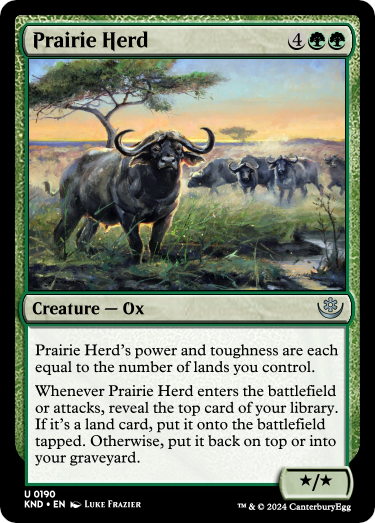 Prairie Herd 4
Creature — Ox
Prairie Herd's power and toughness are each
equal to the number of lands you control.
Whenever Prairie Herd enters the battlefield
or attacks, reveal the top card of your library.
If it's a land card, put it onto the battlefield
tapped. Otherwise, put it back on top or into
your graveyard.
*/*
U 0190
KND • EN Luke Frazier
™ & © 2024 CanterburyEgg